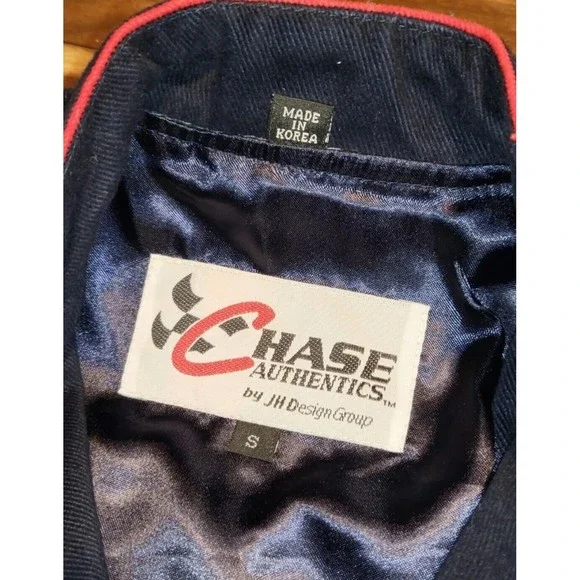 MADE
IN
KOREA
CHASE
AUTHENTICS™
by JH Design Group
S